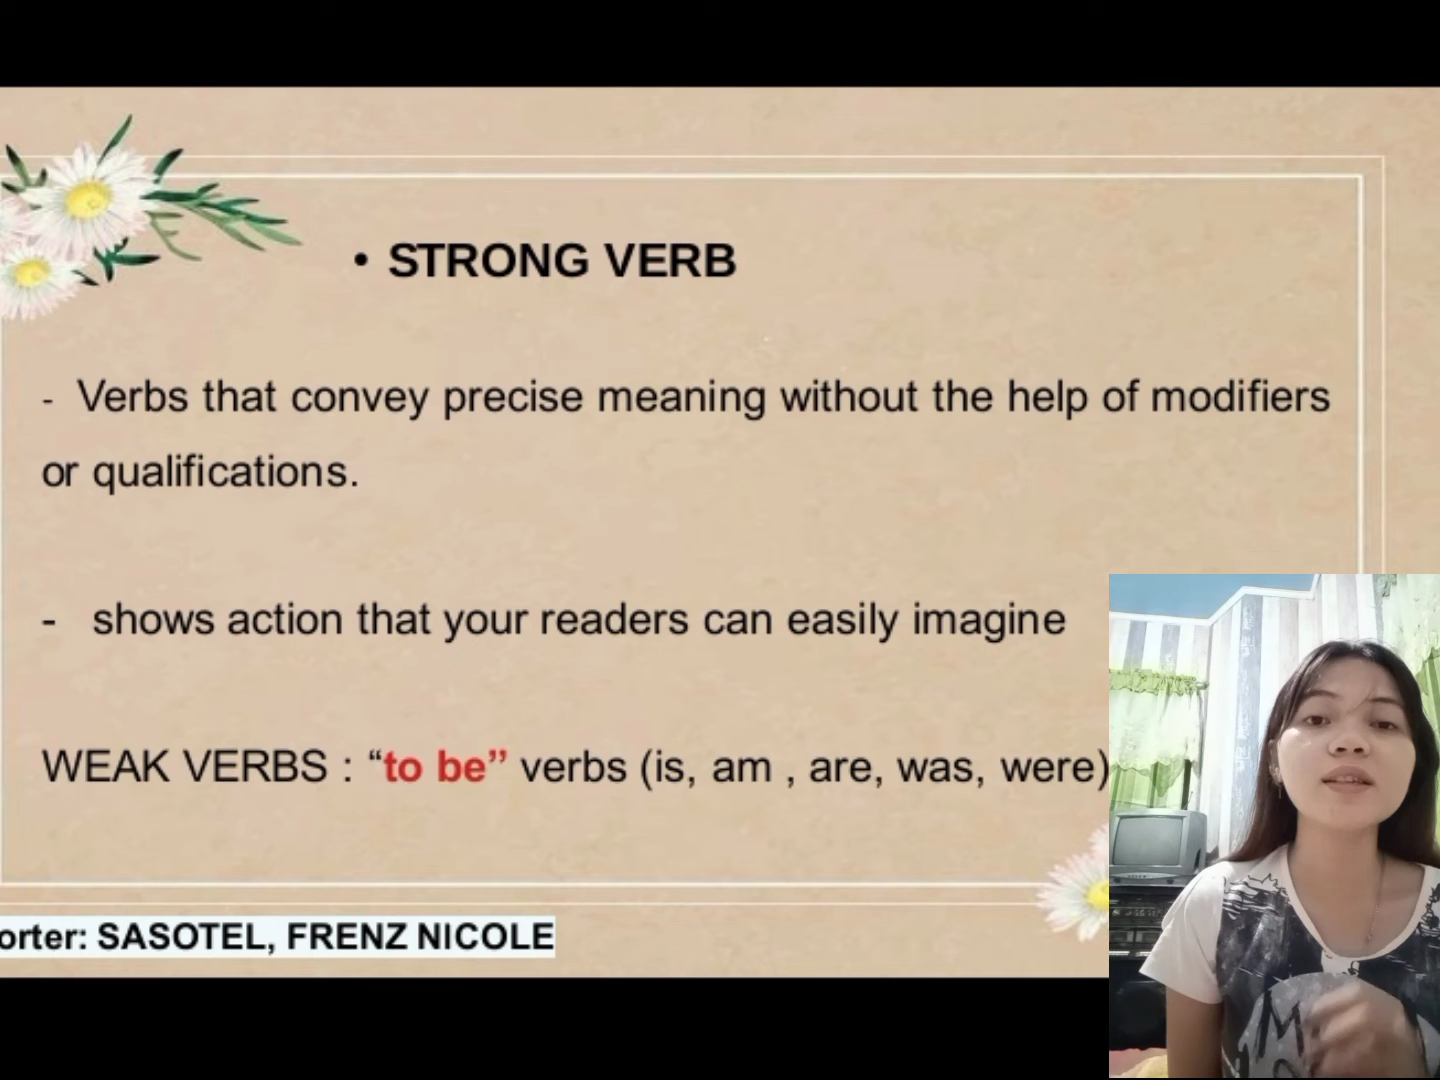 • STRONG VERB
- Verbs that convey precise meaning without the help of modifiers
or qualifications.
- shows action that your readers can easily imagine
WEAK VERBS : “to be” verbs (is, am , are, was, were)
orter: SASOTEL, FRENZ NICOLE